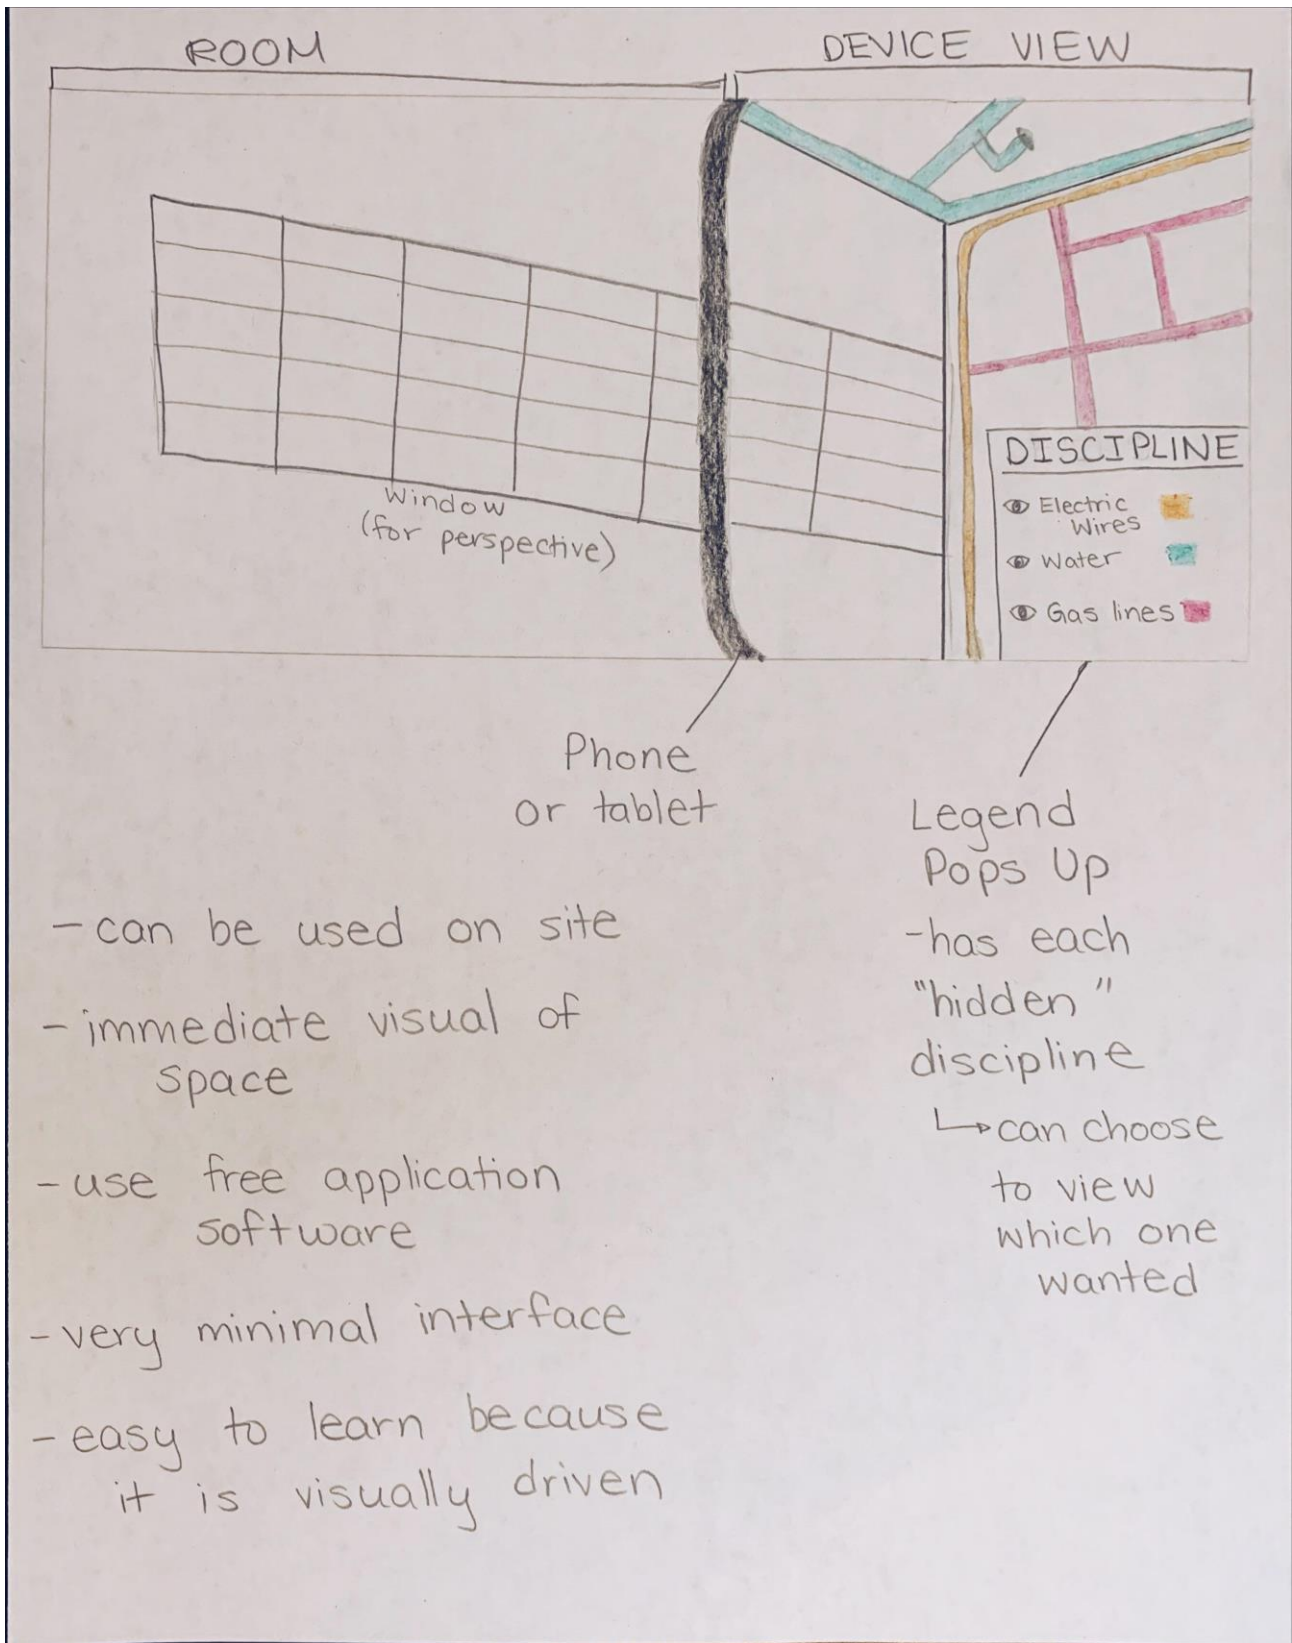 ROOM
DEVICE VIEW
Window
(for perspective)
DISCIPLINE
Electric
Wires
Water
Gas lines
Phone
or tablet
Legend
Pops Up
-has each
"hidden"
discipline
↳can choose
to view
which one
wanted
- can be used on site
- immediate visual of
space
- use free application
software
- very minimal interface
- easy to learn because
it is visually driven